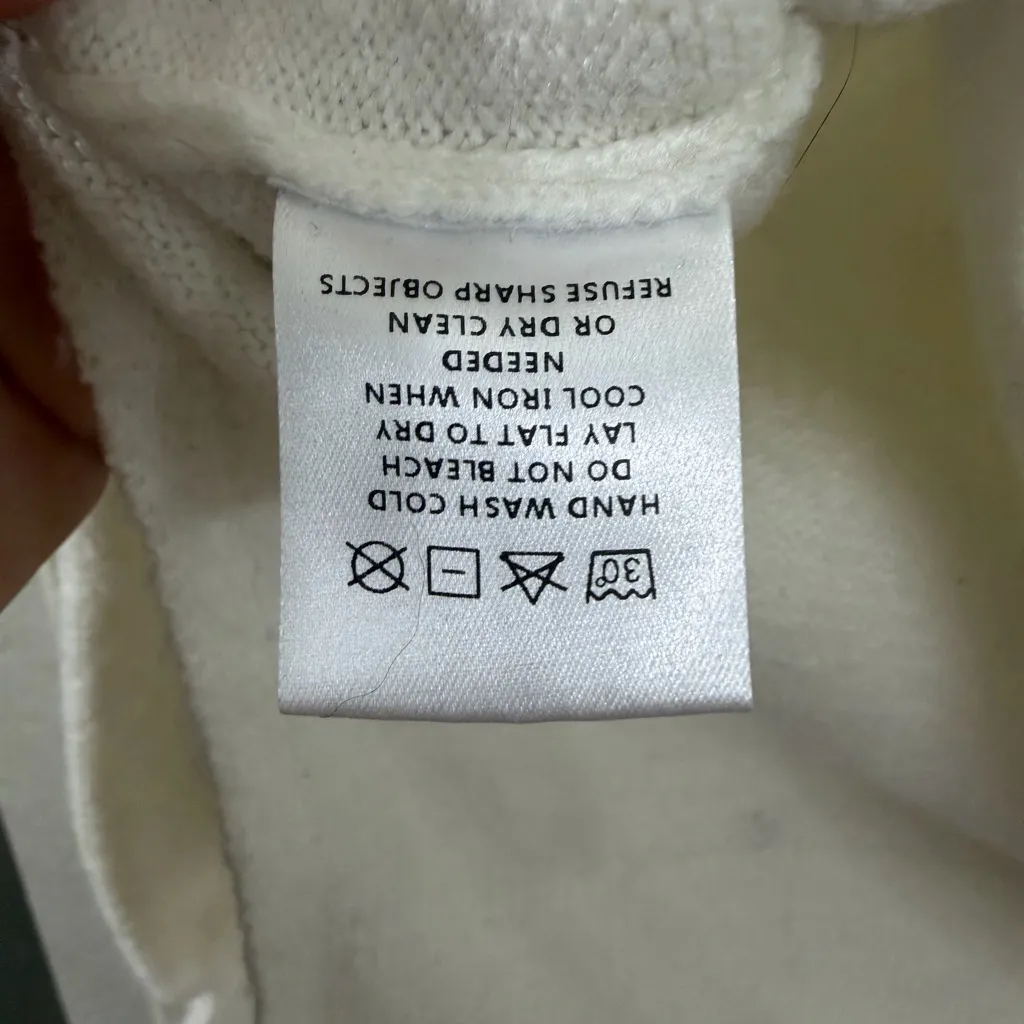 30°
HAND WASH COLD
DO NOT BLEACH
LAY FLAT TO DRY
COOL IRON WHEN
NEEDED
OR DRY CLEAN
REFUSE SHARP OBJECTS